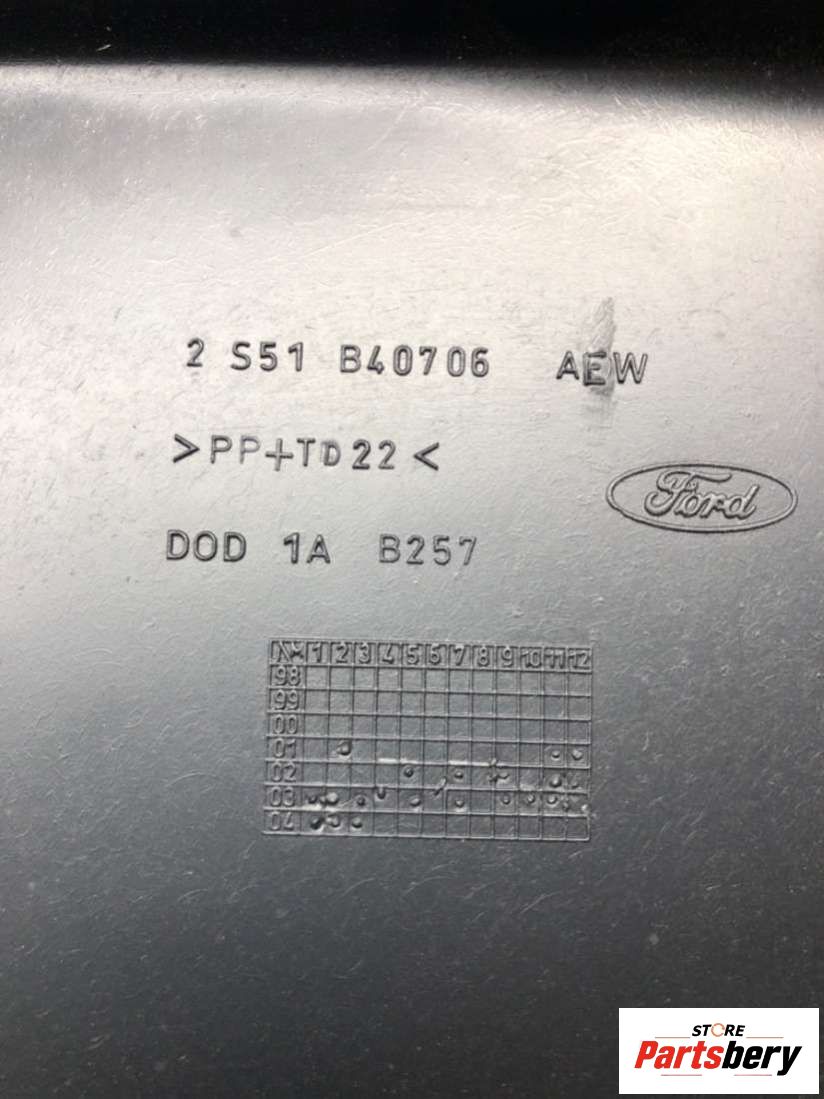 2 S51 B40706 AEW
>PP+TD22<
Ford
DOD 1A B257
1 2 3 4 5 6 7 8 9 10 11 12
98
99
00
01
02
03
04
STORE
Partsbery